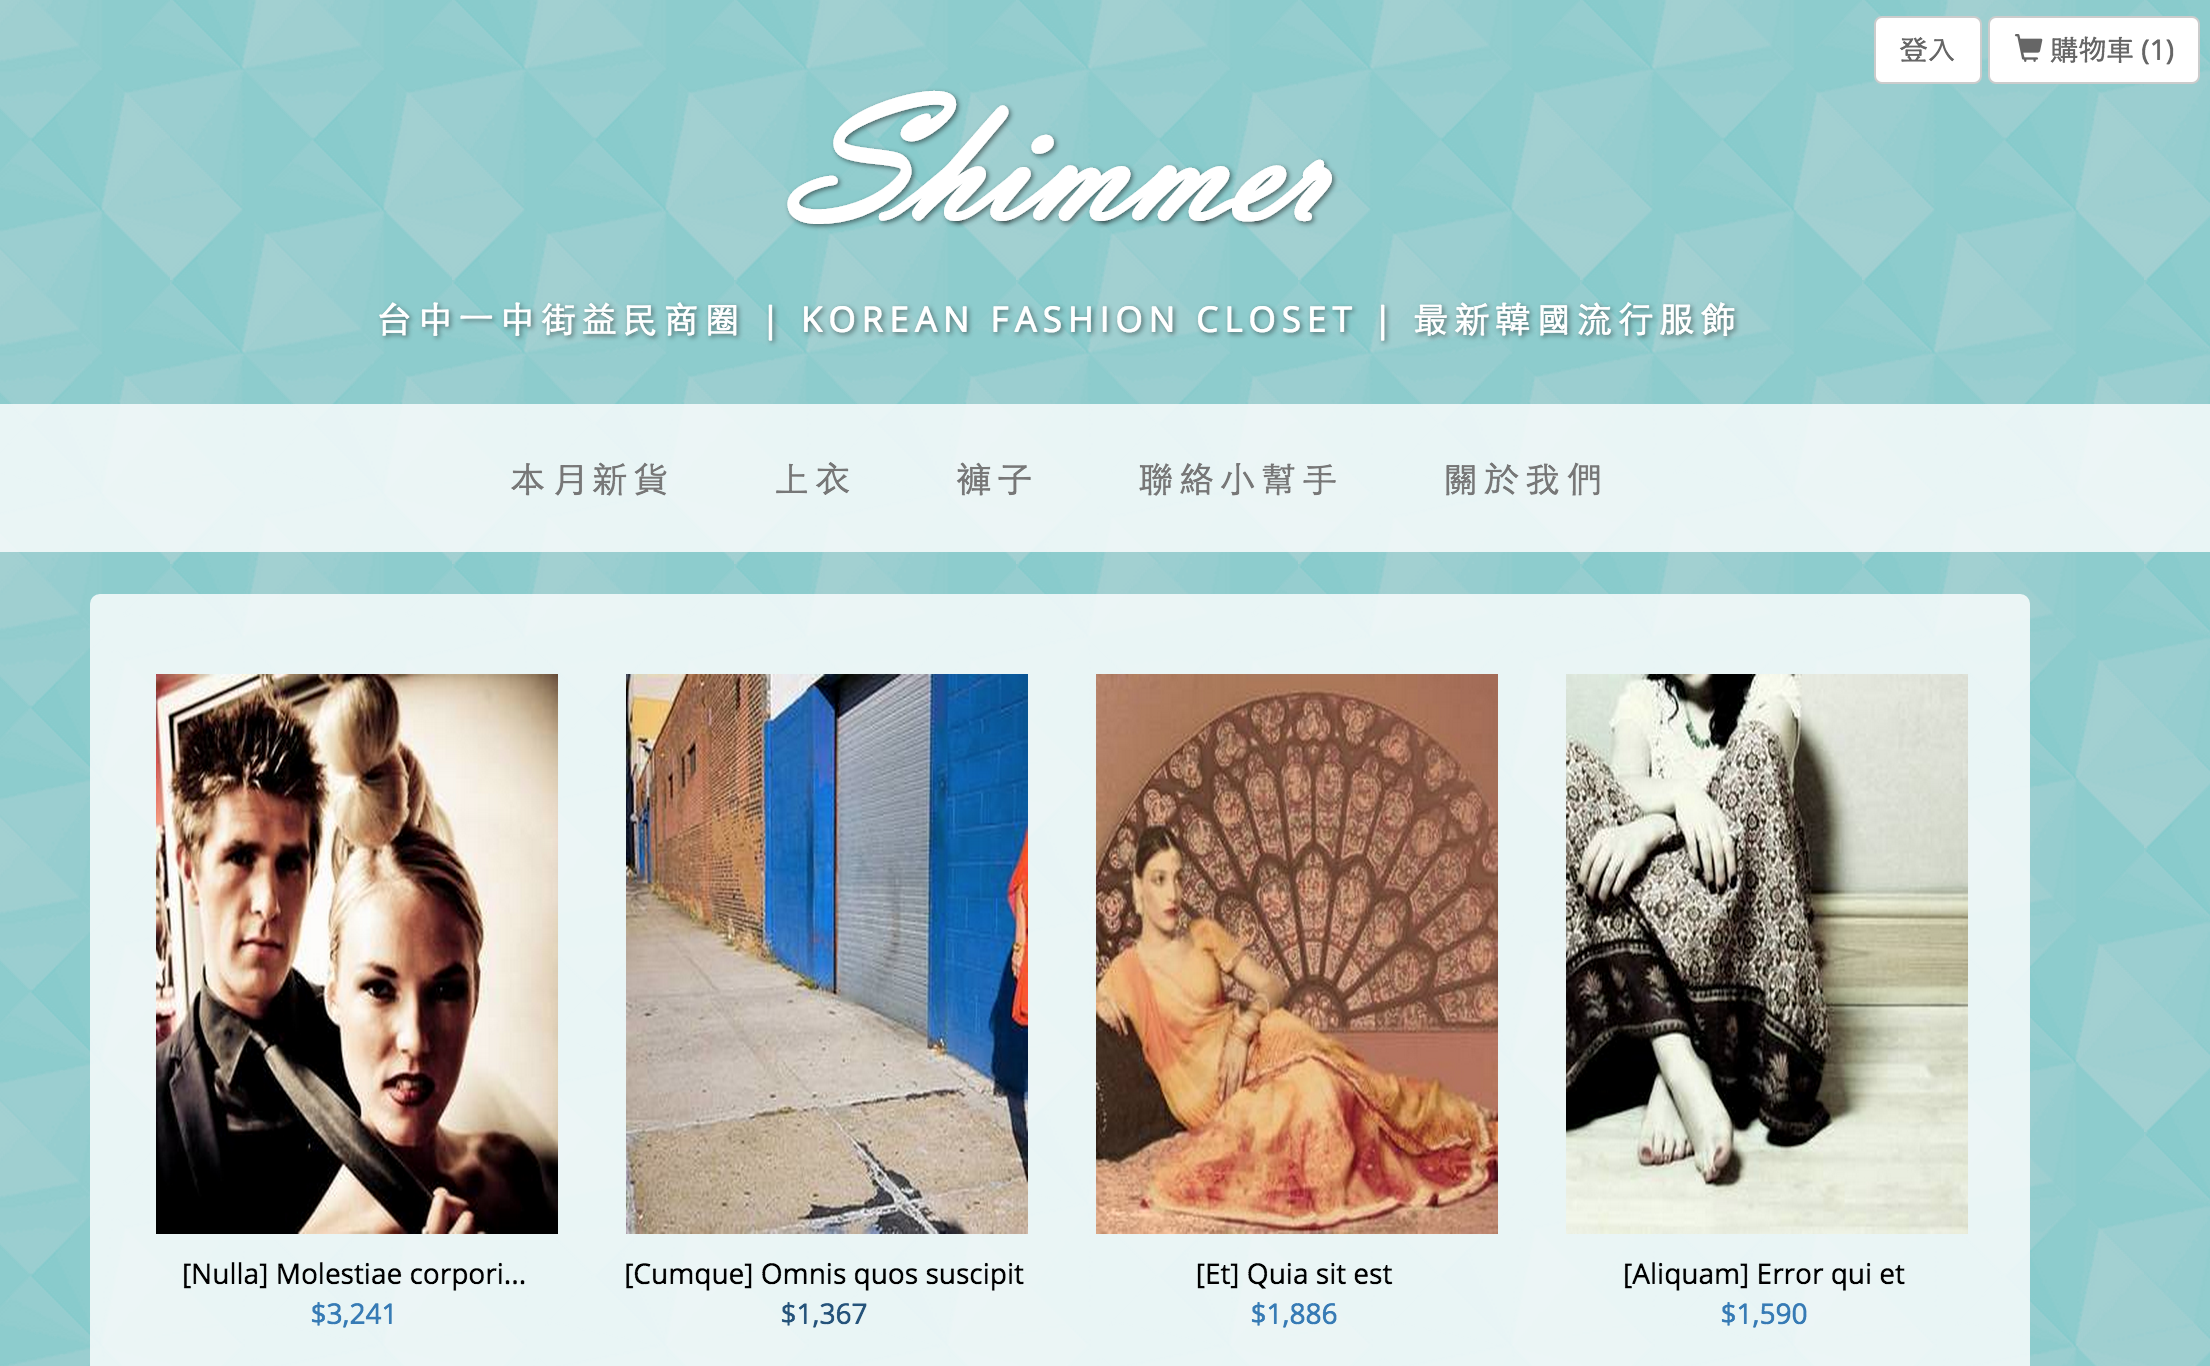 登入
購物車 (1)
Shimmer
台中一中街益民商圈 | KOREAN FASHION CLOSET | 最新韓國流行服飾
本月新貨 上衣 褲子 聯絡小幫手 關於我們
[Nulla] Molestiae corpori...
$3,241
[Cumque] Omnis quos suscipit
$1,367
[Et] Quia sit est
$1,886
[Aliquam] Error qui et
$1,590